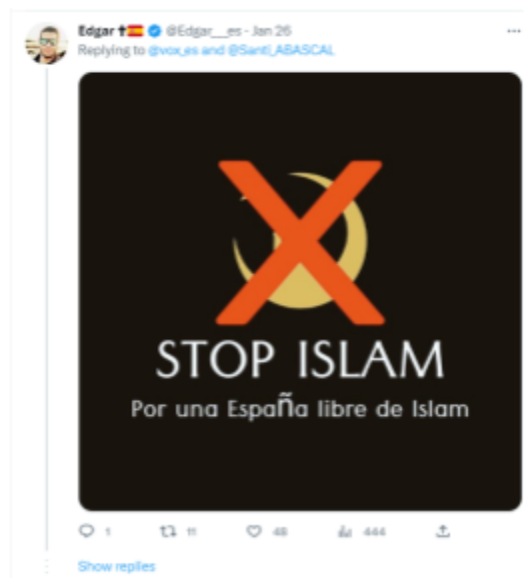 Edgar ✝🇪🇸 @Edgar__es - Jan 26
Replying to @vox_es and @Santi_ABASCAL
STOP ISLAM
Por una España libre de Islam
1 11 48 444
Show replies